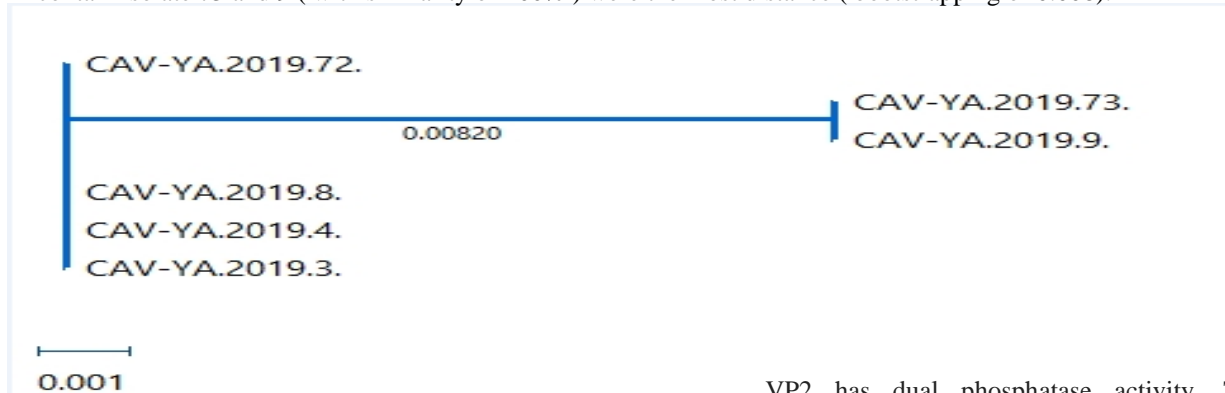 CAV-YA.2019.72.
CAV-YA.2019.73.
0.00820
CAV-YA.2019.9.
CAV-YA.2019.8.
CAV-YA.2019.4.
CAV-YA.2019.3.
0.001
VP2 has dual phosphatase activity.